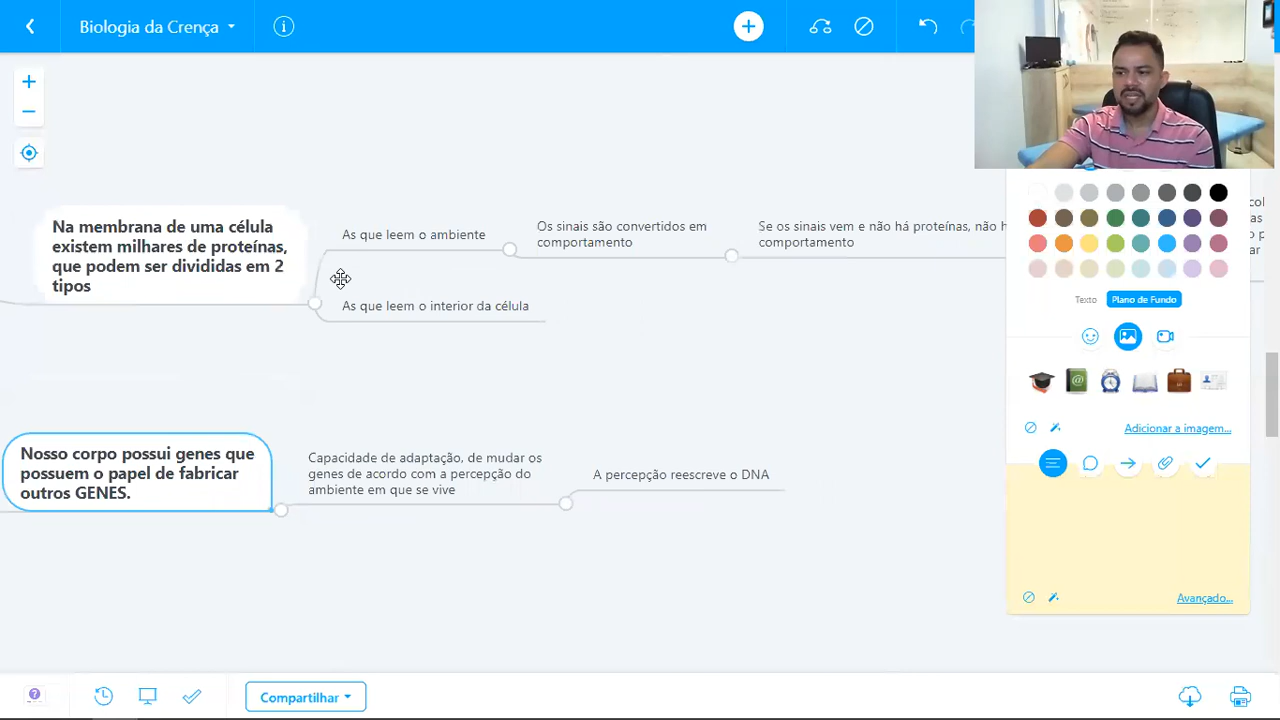 Biologia da Crença
Na membrana de uma célula
existem milhares de proteínas,
que podem ser divididas em 2
tipos
As que leem o ambiente
Os sinais são convertidos em
comportamento
Se os sinais vem e não há proteínas, não h
comportamento
As que leem o interior da célula
Nosso corpo possui genes que
possuem o papel de fabricar
outros GENES.
Capacidade de adaptação, de mudar os
genes de acordo com a percepção do
ambiente em que se vive
A percepção reescreve o DNA
Texto
Plano de Fundo
Adicionar a imagem...
Avançado...
Compartilhar